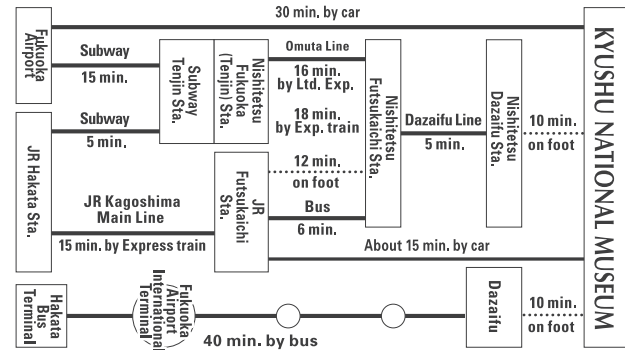 30 min. by car
Fukuoka
Airport
Subway
15 min.
Subway
Tenjin Sta.
Nishitetsu
Fukuoka
(Tenjin) Sta.
Omuta Line
16 min.
by Ltd. Exp.
18 min.
by Exp. train
Nishitetsu
Futsukaichi Sta.
Dazaifu Line
5 min.
Nishitetsu
Dazaifu Sta.
10 min.
on foot
KYUSHU NATIONAL MUSEUM
JR Hakata Sta.
Subway
5 min.
JR Kagoshima
Main Line
15 min. by Express train
JR
Futsukaichi
Sta.
12 min.
on foot
Bus
6 min.
About 15 min. by car
Hakata
Bus
Terminal
Fukuoka
Airport
International
Terminal
40 min. by bus
Dazaifu
10 min.
on foot